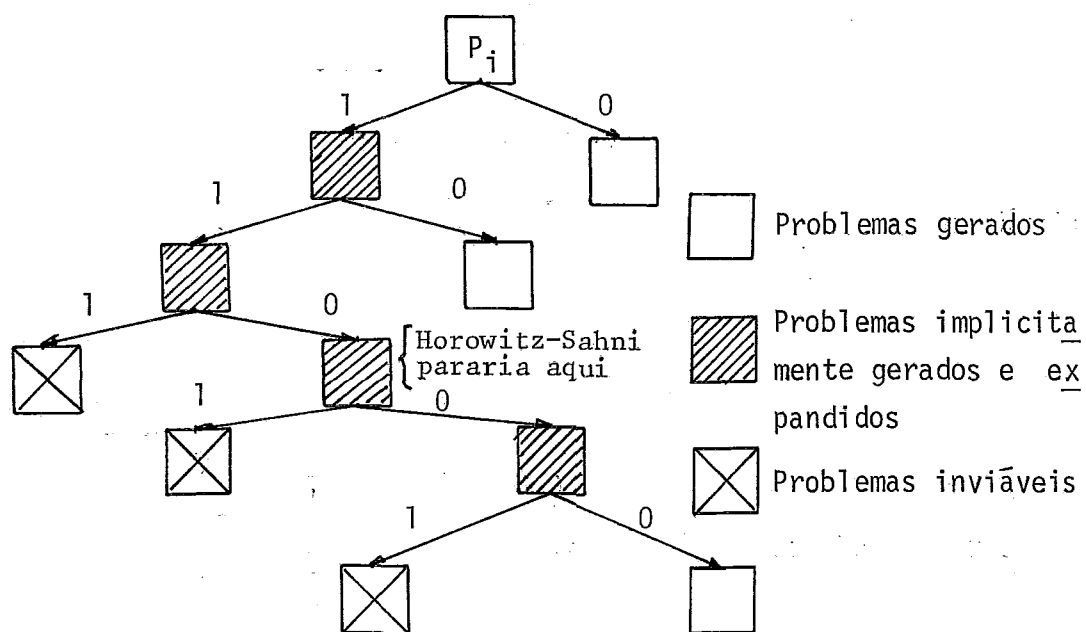 P_i
1
0
1
0
Problemas gerados
1
0
Horowitz-Sahni
pararia aqui
Problemas implicita
mente gerados e ex
pandidos
1
0
Problemas inviáveis
1
0